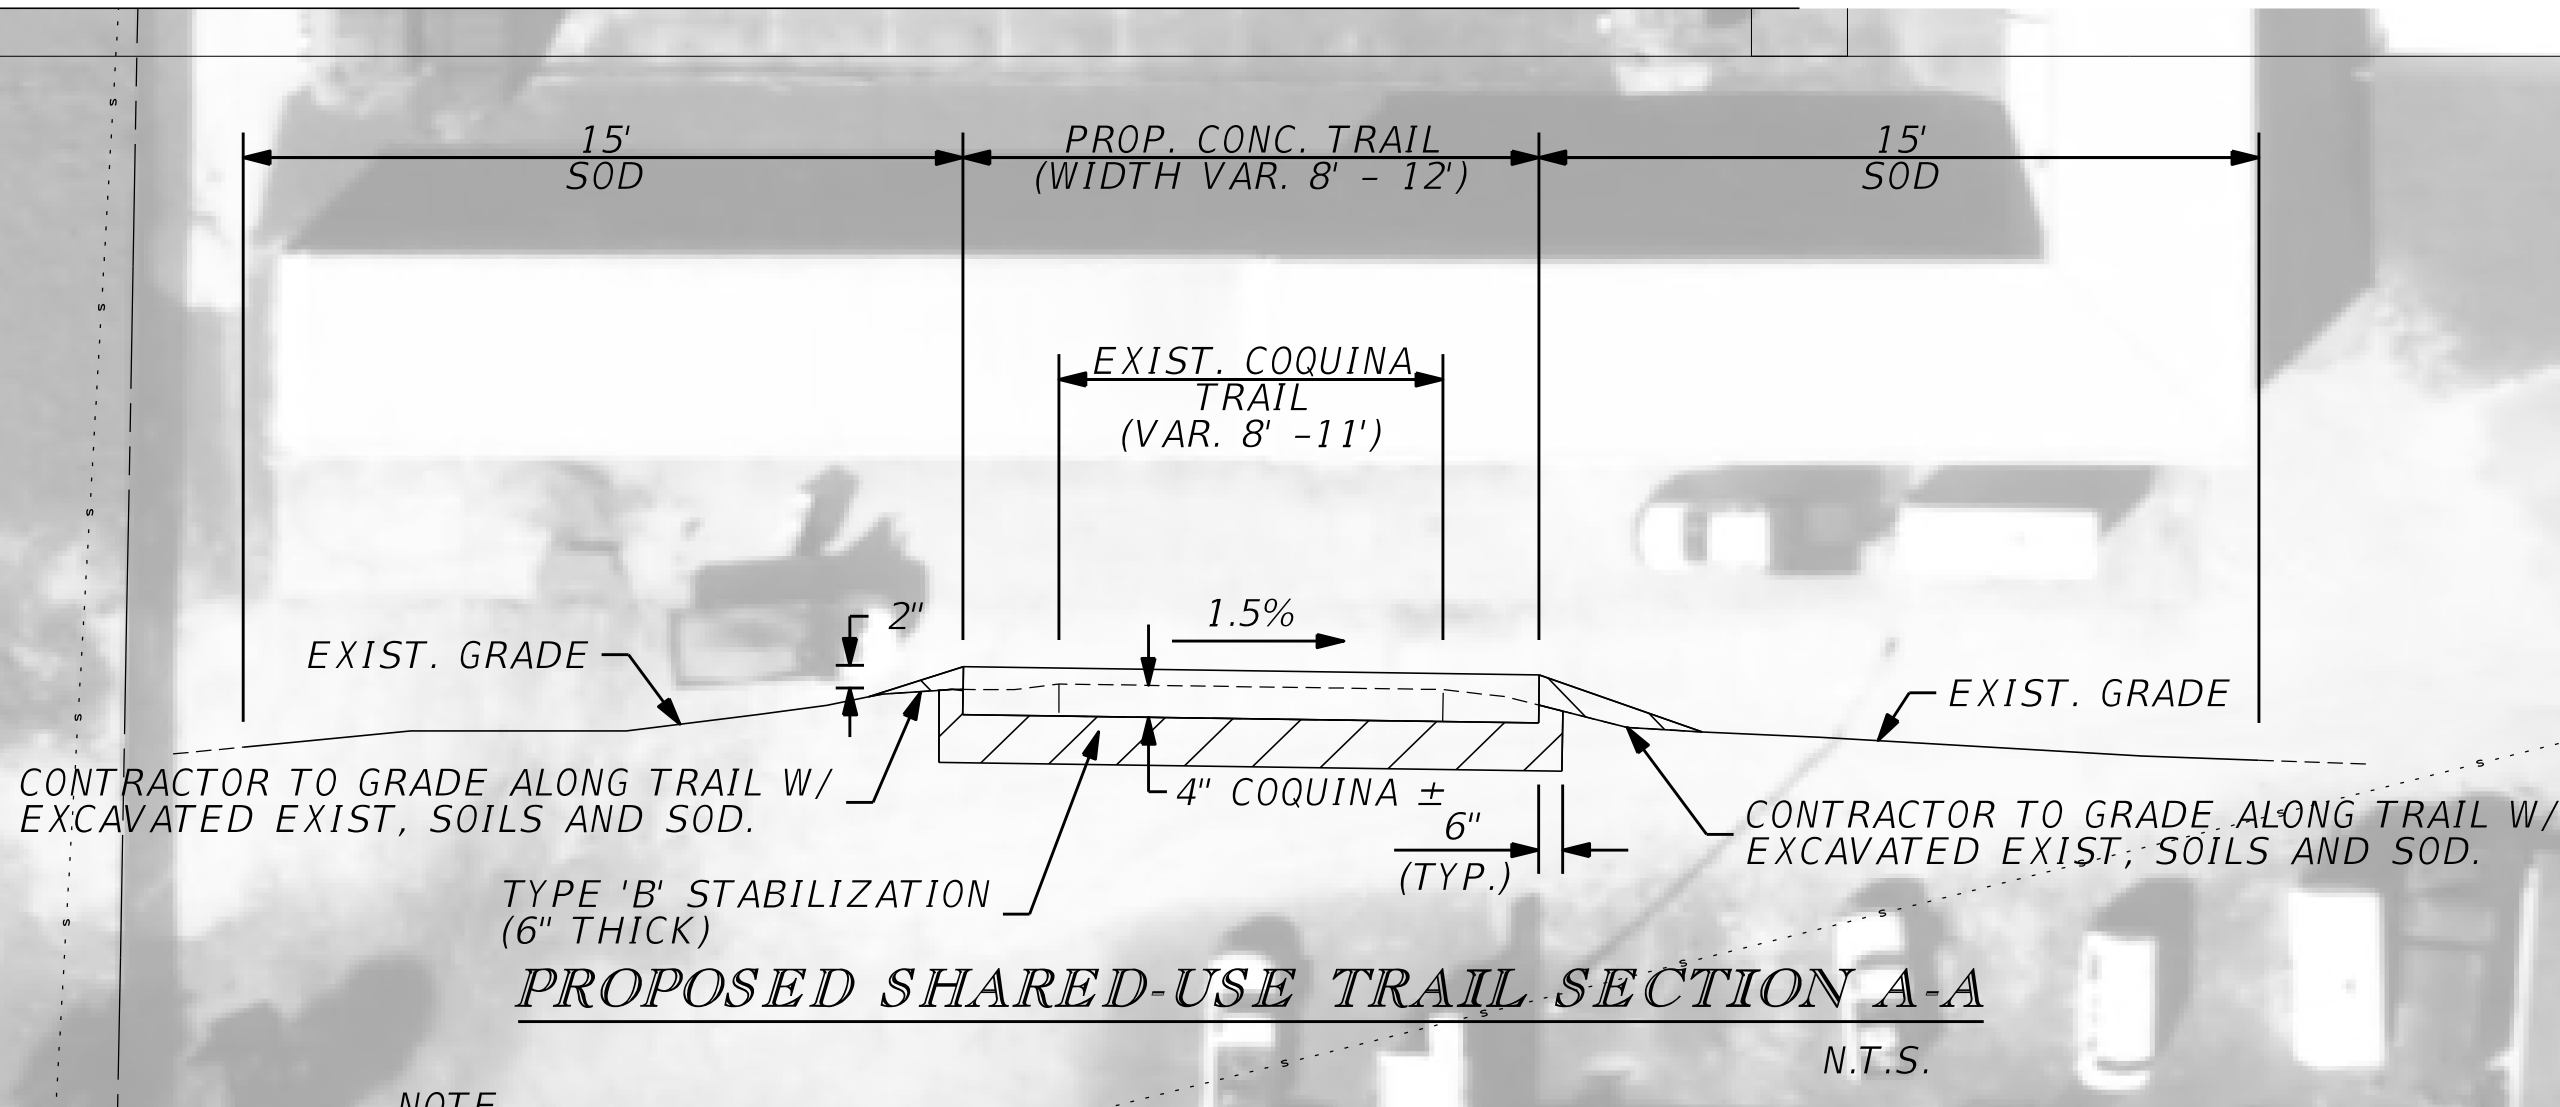 15'
SOD
PROP. CONC. TRAIL
(WIDTH VAR. 8' - 12')
15'
SOD
EXIST. COQUINA
TRAIL
(VAR. 8' -11')
2"
1.5%
EXIST. GRADE
EXIST. GRADE
CONTRACTOR TO GRADE ALONG TRAIL W/
EXCAVATED EXIST, SOILS AND SOD.
4" COQUINA ±
6"
(TYP.)
CONTRACTOR TO GRADE ALONG TRAIL W/
EXCAVATED EXIST, SOILS AND SOD.
TYPE 'B' STABILIZATION
(6" THICK)
PROPOSED SHARED-USE TRAIL SECTION A-A
N.T.S.
NOTE
s
s
s
s
s
s
s
s
s
s
s
s